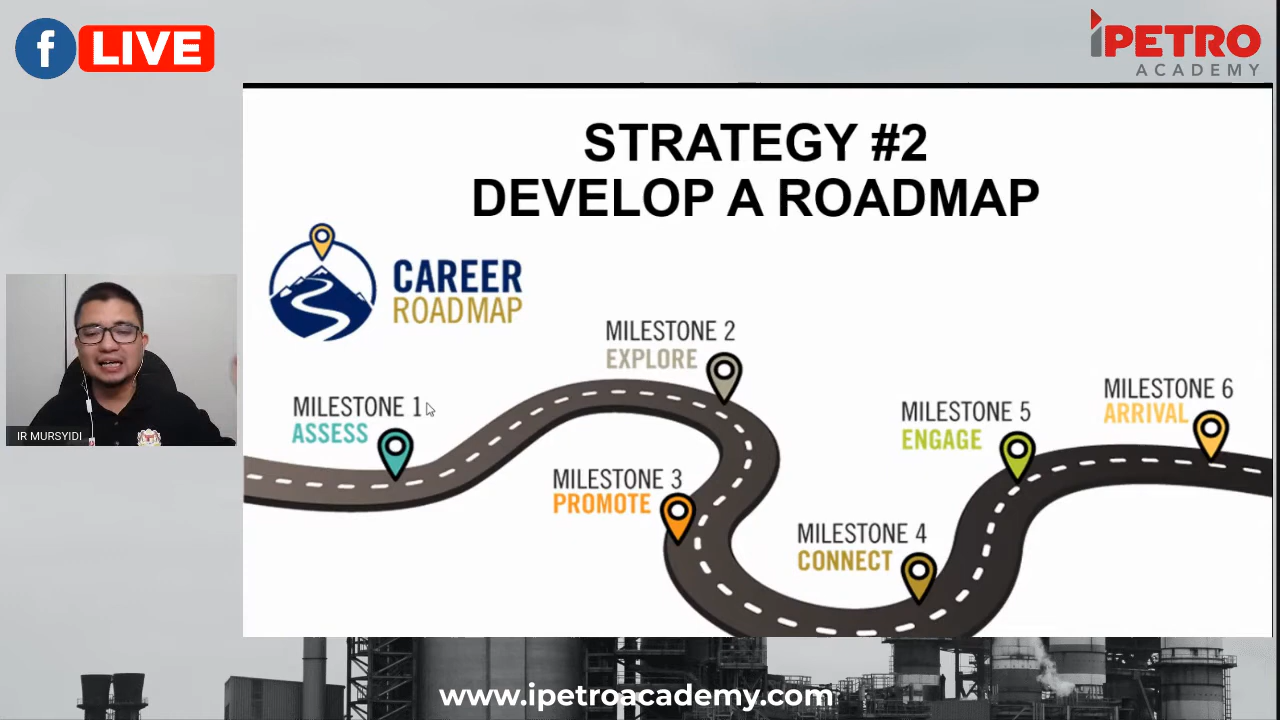 f LIVE
iPETRO
ACADEMY
STRATEGY #2
DEVELOP A ROADMAP
CAREER
ROADMAP
MILESTONE 1
ASSESS
MILESTONE 2
EXPLORE
MILESTONE 3
PROMOTE
MILESTONE 4
CONNECT
MILESTONE 5
ENGAGE
MILESTONE 6
ARRIVAL
IR MURSYIDI
www.ipetroacademy.com